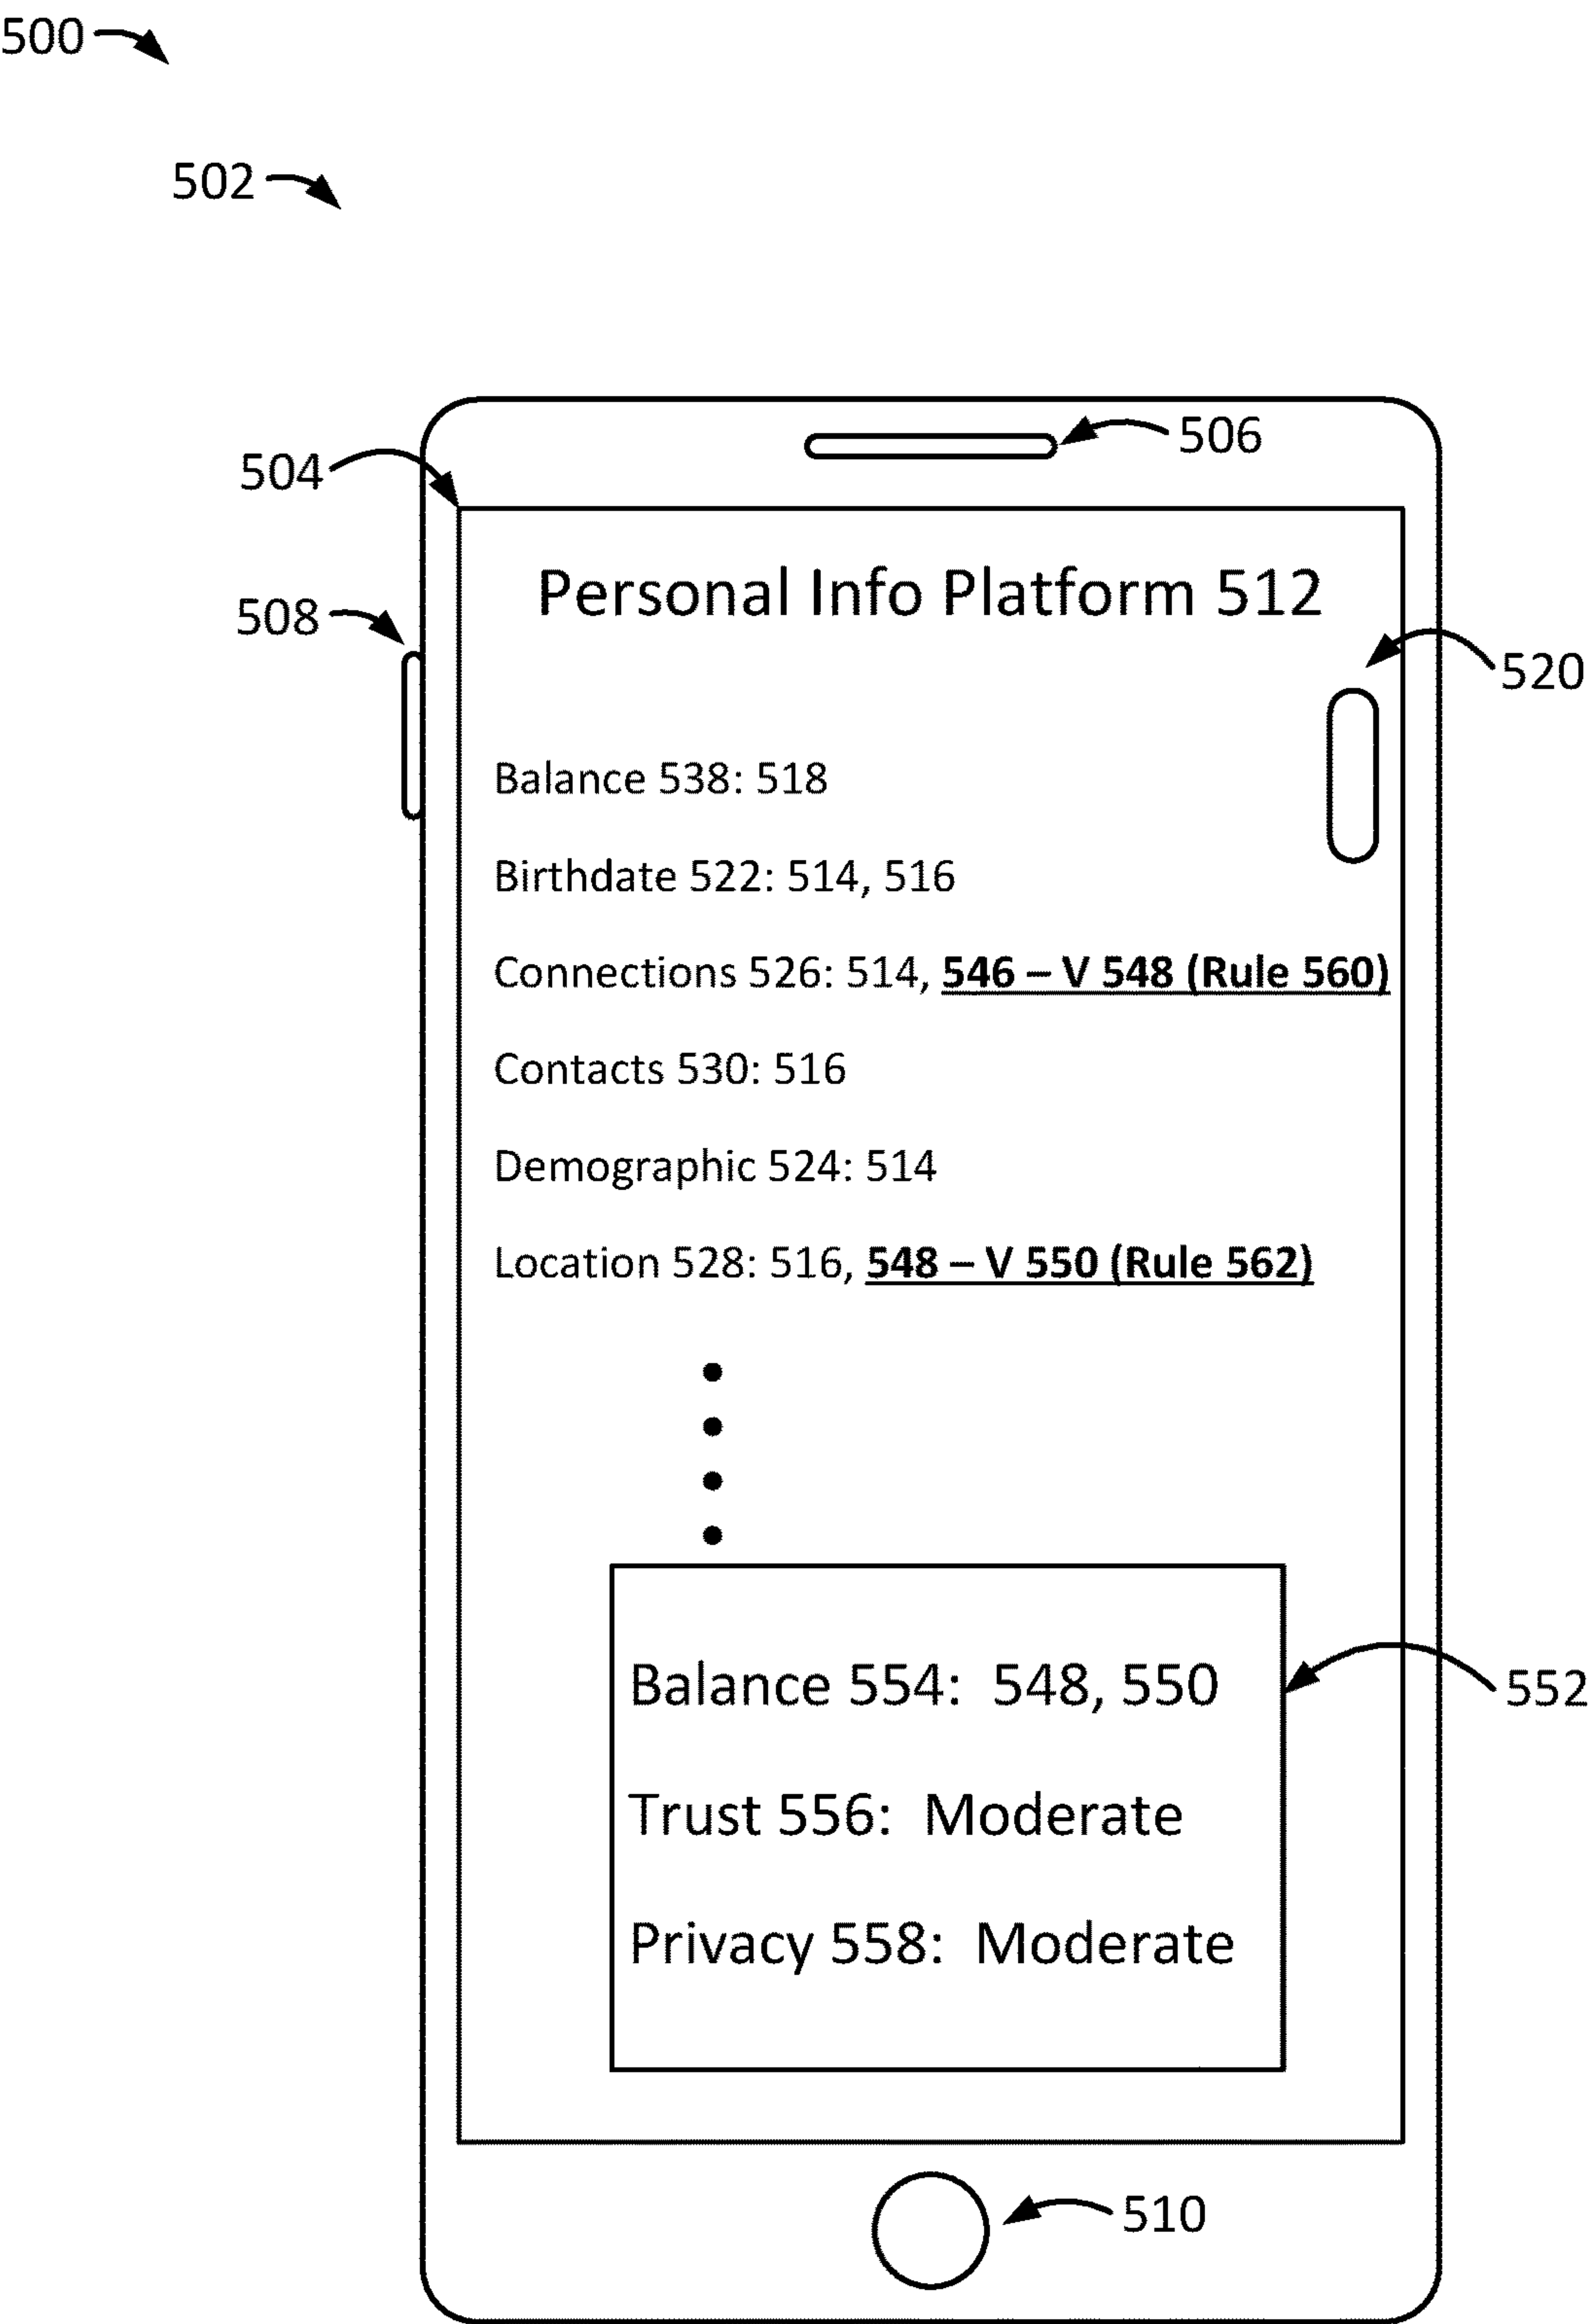 500
502
506
504
Personal Info Platform 512
508
520
Balance 538: 518
Birthdate 522: 514, 516
Connections 526: 514, 546 – V 548 (Rule 560)
Contacts 530: 516
Demographic 524: 514
Location 528: 516, 548 – V 550 (Rule 562)
Balance 554: 548, 550
552
Trust 556: Moderate
Privacy 558: Moderate
510